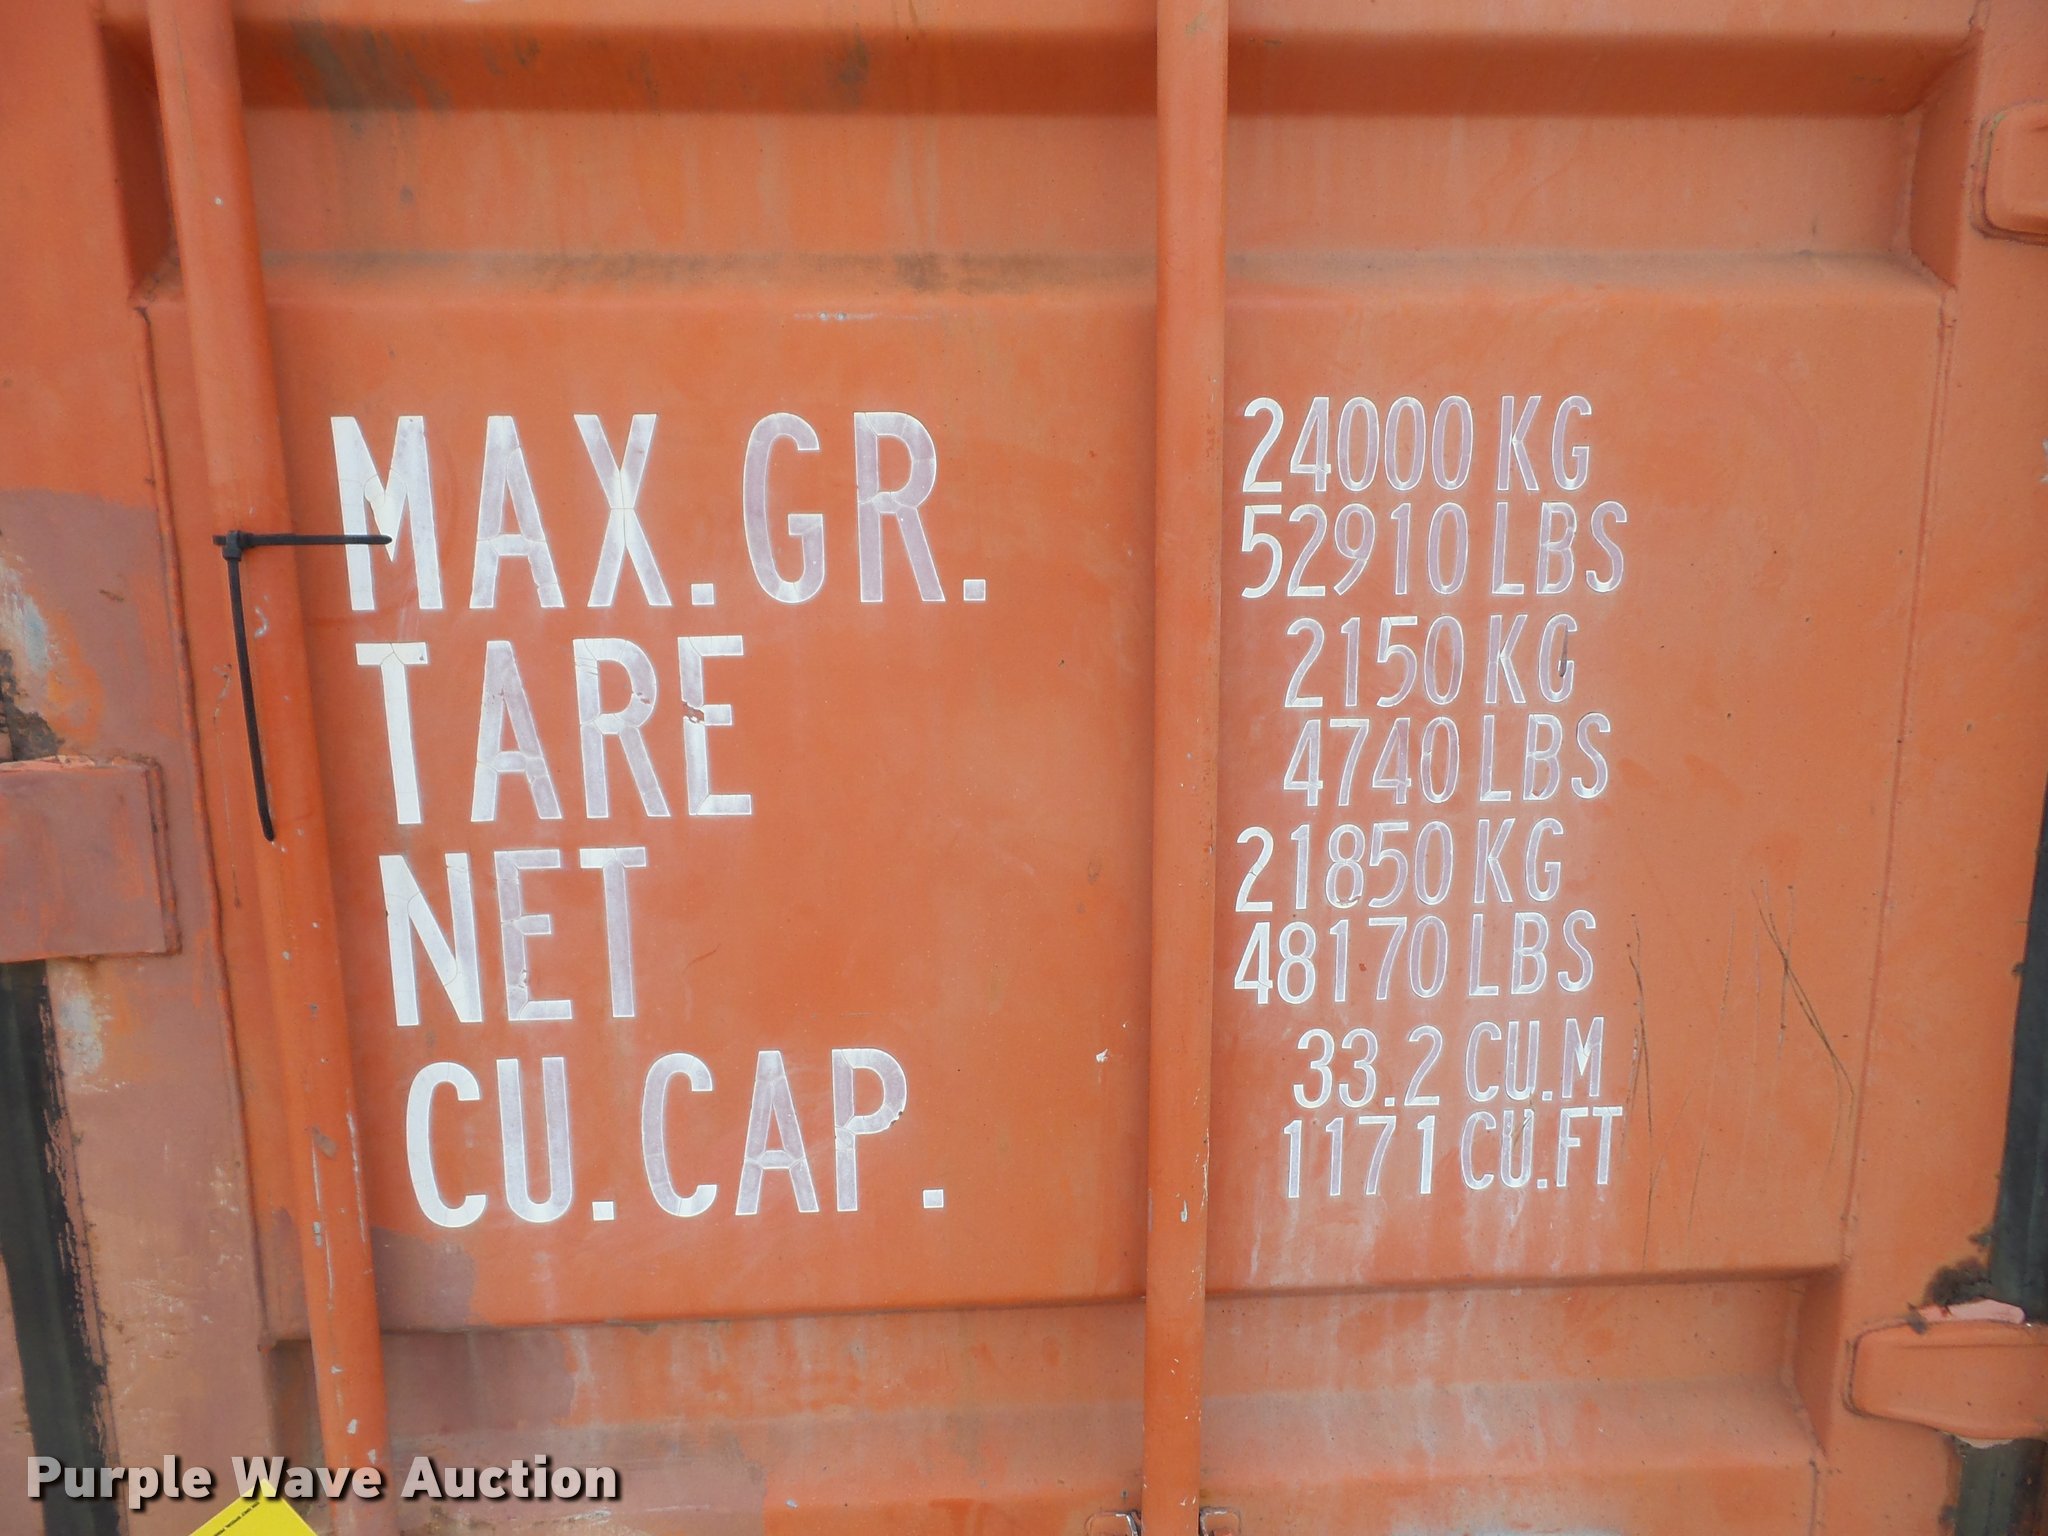 MAX.GR. 24000 KG
52910 LBS
TARE 2150 KG
4740 LBS
NET 21850 KG
48170 LBS
CU.CAP. 33.2 CU.M
1171 CU.FT
Purple Wave Auction